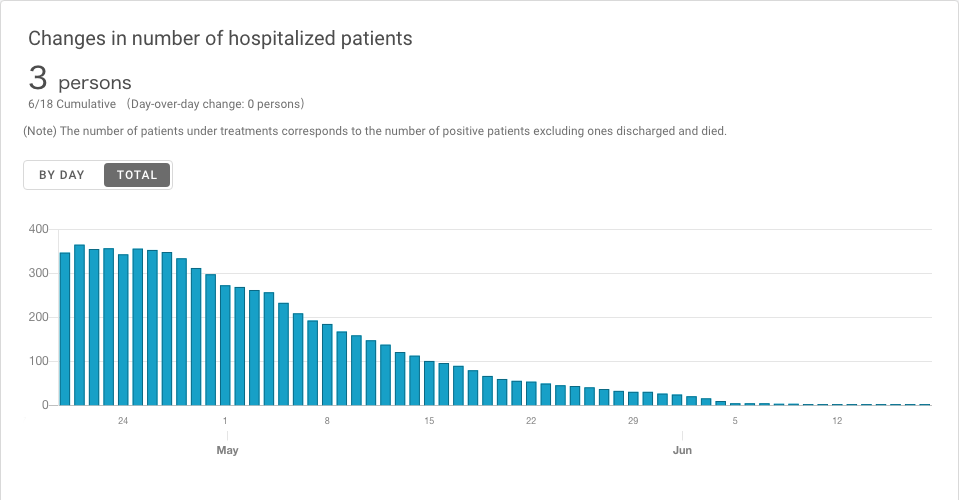 Changes in number of hospitalized patients
3 persons
6/18 Cumulative （Day-over-day change: 0 persons）
(Note) The number of patients under treatments corresponds to the number of positive patients excluding ones discharged and died.
BY DAY TOTAL
400
300
200
100
0
24 1 8 15 22 29 5 12
May Jun